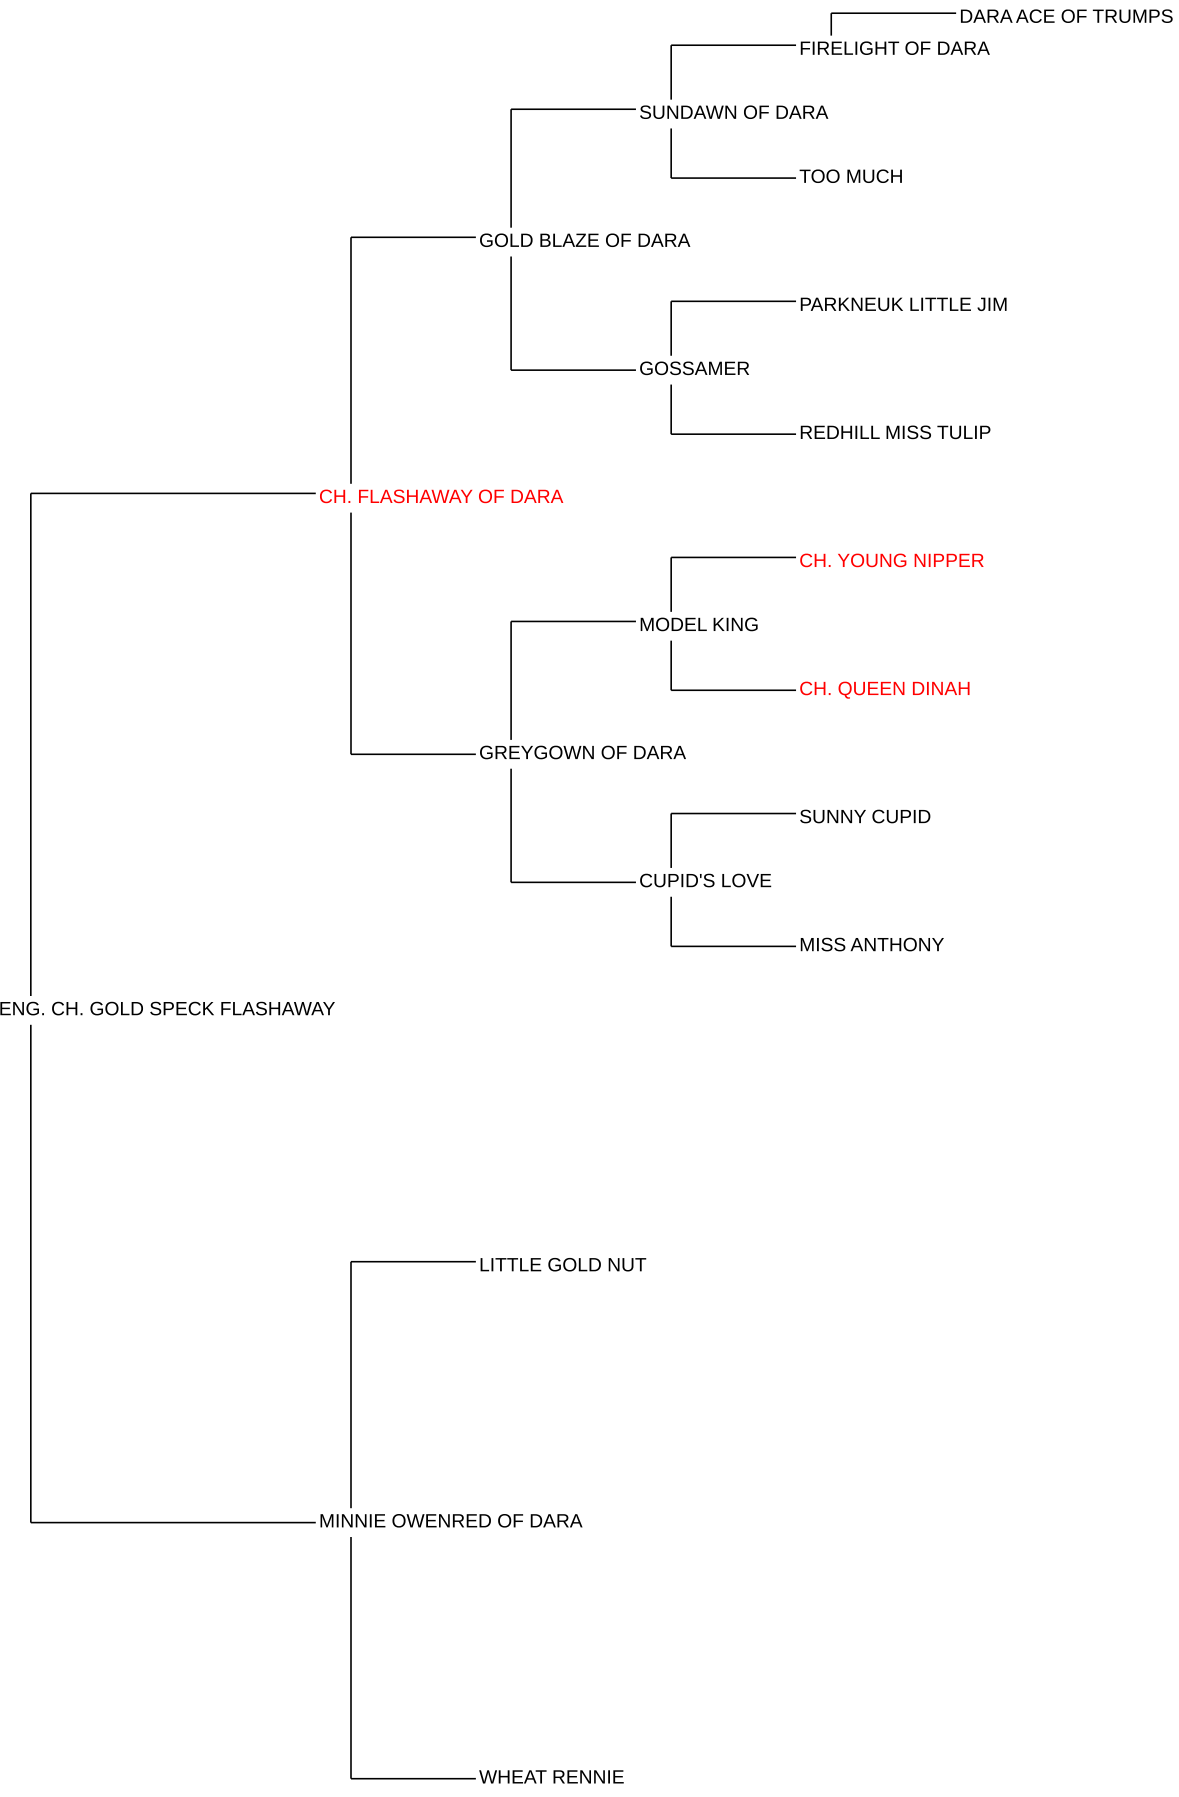 DARA ACE OF TRUMPS
FIRELIGHT OF DARA
SUNDAWN OF DARA
TOO MUCH
GOLD BLAZE OF DARA
PARKNEUK LITTLE JIM
GOSSAMER
REDHILL MISS TULIP
CH. FLASHAWAY OF DARA
CH. YOUNG NIPPER
MODEL KING
CH. QUEEN DINAH
GREYGOWN OF DARA
SUNNY CUPID
CUPID'S LOVE
MISS ANTHONY
ENG. CH. GOLD SPECK FLASHAWAY
LITTLE GOLD NUT
MINNIE OWENRED OF DARA
WHEAT RENNIE